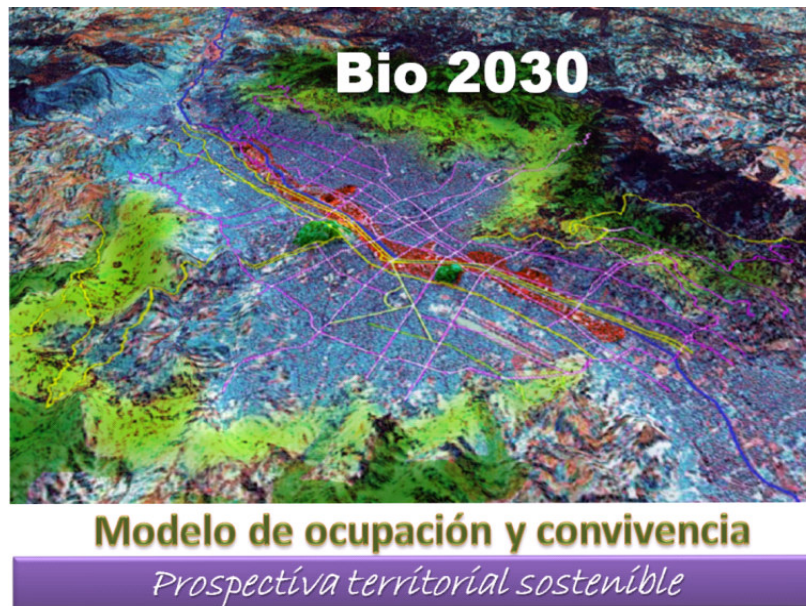 Bio 2030
Modelo de ocupación y convivencia
Prospectiva territorial sostenible